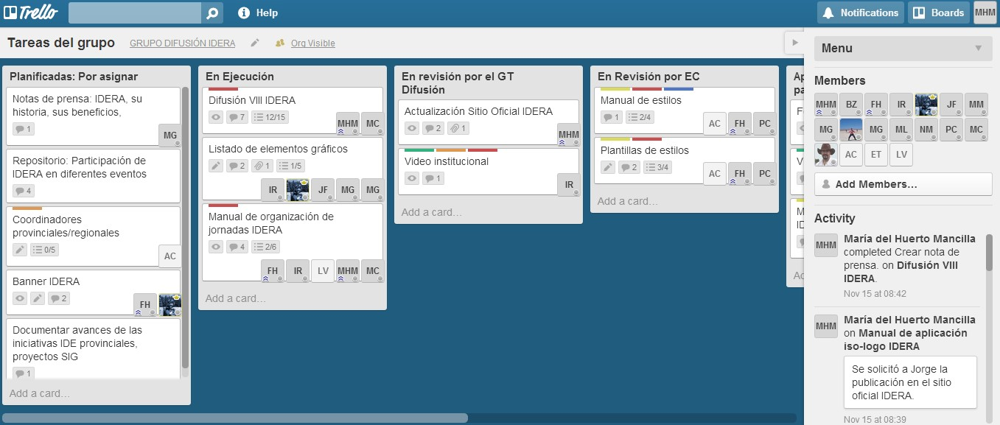 Trello
Help
Notifications
Boards
MHM
Tareas del grupo
GRUPO DIFUSIÓN IDERA
Org Visible
Planificadas: Por asignar
Notas de prensa: IDERA, su
historia, sus beneficios,
1
MG
Repositorio: Participación de
IDERA en diferentes eventos
4
Coordinadores
provinciales/regionales
0/5
AC
Banner IDERA
2
FH
Documentar avances de las
iniciativas IDE provinciales,
proyectos SIG
1
Add a card…
En Ejecución
Difusión VIII IDERA
7 12/15
MHM MC
Listado de elementos gráficos
2 1 1/5
IR JF MG MG
Manual de organización de
jornadas IDERA
4 2/6
FH IR LV MHM MC
Add a card…
En revisión por el GT
Difusión
Actualización Sitio Oficial IDERA
2 1
MHM
Video institucional
1
IR
Add a card…
En Revisión por EC
Manual de estilos
1 2/4
AC FH PC
Plantillas de estilos
2 3/4
AC FH PC
Add a card…
Ap
pa
F
V
M
ID
Ad
Menu
Members
MHM BZ FH IR JF MM
MG MG ML NM PC MC
AC ET LV
Add Members…
Activity
MHM
María del Huerto Mancilla
completed Crear nota de
prensa. on Difusión VIII
IDERA.
Nov 15 at 08:42
MHM
María del Huerto Mancilla
on Manual de aplicación
iso-logo IDERA
Se solicitó a Jorge la
publicación en el sitio
oficial IDERA.
Nov 15 at 08:39